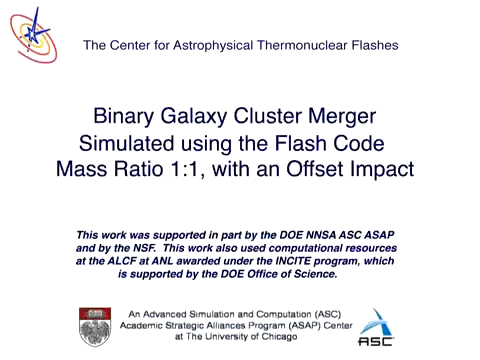 The Center for Astrophysical Thermonuclear Flashes
Binary Galaxy Cluster Merger
Simulated using the Flash Code
Mass Ratio 1:1, with an Offset Impact
This work was supported in part by the DOE NNSA ASC ASAP
and by the NSF. This work also used computational resources
at the ALCF at ANL awarded under the INCITE program, which
is supported by the DOE Office of Science.
An Advanced Simulation and Computation (ASC)
Academic Strategic Alliances Program (ASAP) Center
at The University of Chicago
ASC